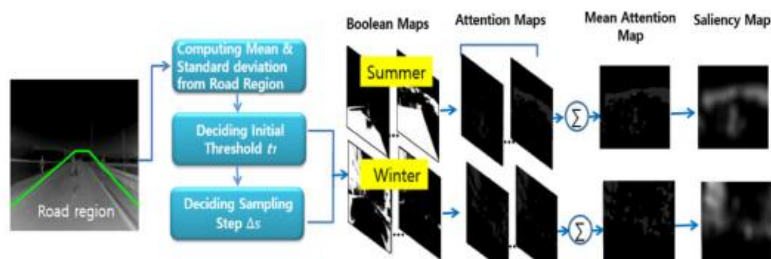 Boolean Maps
Attention Maps
Mean Attention
Map
Saliency Map
Computing Mean &
Standard deviation
from Road Region
Summer
Deciding Initial
Threshold t₁
Winter
Deciding Sampling
Step Δs
Road region
...
...
...
...
Σ
Σ